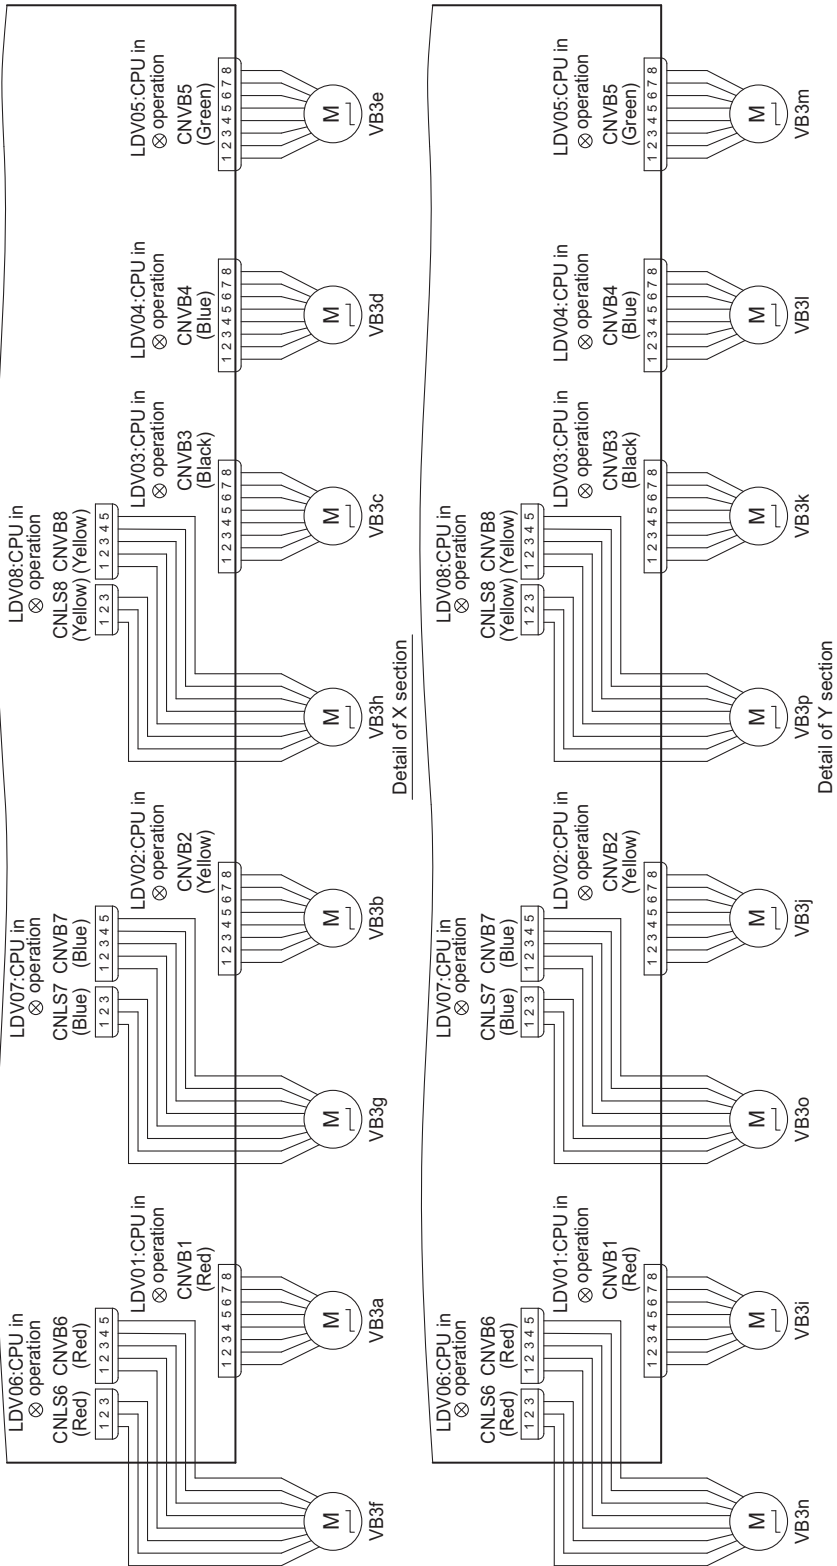 LDV06:CPU in
⊗ operation
CNLS6
(Red)
CNVB6
(Red)
1 2 3
1 2 3 4 5
LDV01:CPU in
⊗ operation
CNVB1
(Red)
1 2 3 4 5 6 7 8
M
VB3f
M
VB3a
LDV07:CPU in
⊗ operation
CNLS7
(Blue)
CNVB7
(Blue)
1 2 3
1 2 3 4 5
LDV02:CPU in
⊗ operation
CNVB2
(Yellow)
1 2 3 4 5 6 7 8
M
VB3g
M
VB3b
LDV08:CPU in
⊗ operation
CNLS8
(Yellow)
CNVB8
(Yellow)
1 2 3
1 2 3 4 5
LDV03:CPU in
⊗ operation
CNVB3
(Black)
1 2 3 4 5 6 7 8
M
VB3h
M
VB3c
LDV04:CPU in
⊗ operation
CNVB4
(Blue)
1 2 3 4 5 6 7 8
M
VB3d
LDV05:CPU in
⊗ operation
CNVB5
(Green)
1 2 3 4 5 6 7 8
M
VB3e
Detail of X section
LDV06:CPU in
⊗ operation
CNLS6
(Red)
CNVB6
(Red)
1 2 3
1 2 3 4 5
LDV01:CPU in
⊗ operation
CNVB1
(Red)
1 2 3 4 5 6 7 8
M
VB3n
M
VB3i
LDV07:CPU in
⊗ operation
CNLS7
(Blue)
CNVB7
(Blue)
1 2 3
1 2 3 4 5
LDV02:CPU in
⊗ operation
CNVB2
(Yellow)
1 2 3 4 5 6 7 8
M
VB3o
M
VB3j
LDV08:CPU in
⊗ operation
CNLS8
(Yellow)
CNVB8
(Yellow)
1 2 3
1 2 3 4 5
LDV03:CPU in
⊗ operation
CNVB3
(Black)
1 2 3 4 5 6 7 8
M
VB3p
M
VB3k
LDV04:CPU in
⊗ operation
CNVB4
(Blue)
1 2 3 4 5 6 7 8
M
VB3l
LDV05:CPU in
⊗ operation
CNVB5
(Green)
1 2 3 4 5 6 7 8
M
VB3m
Detail of Y section